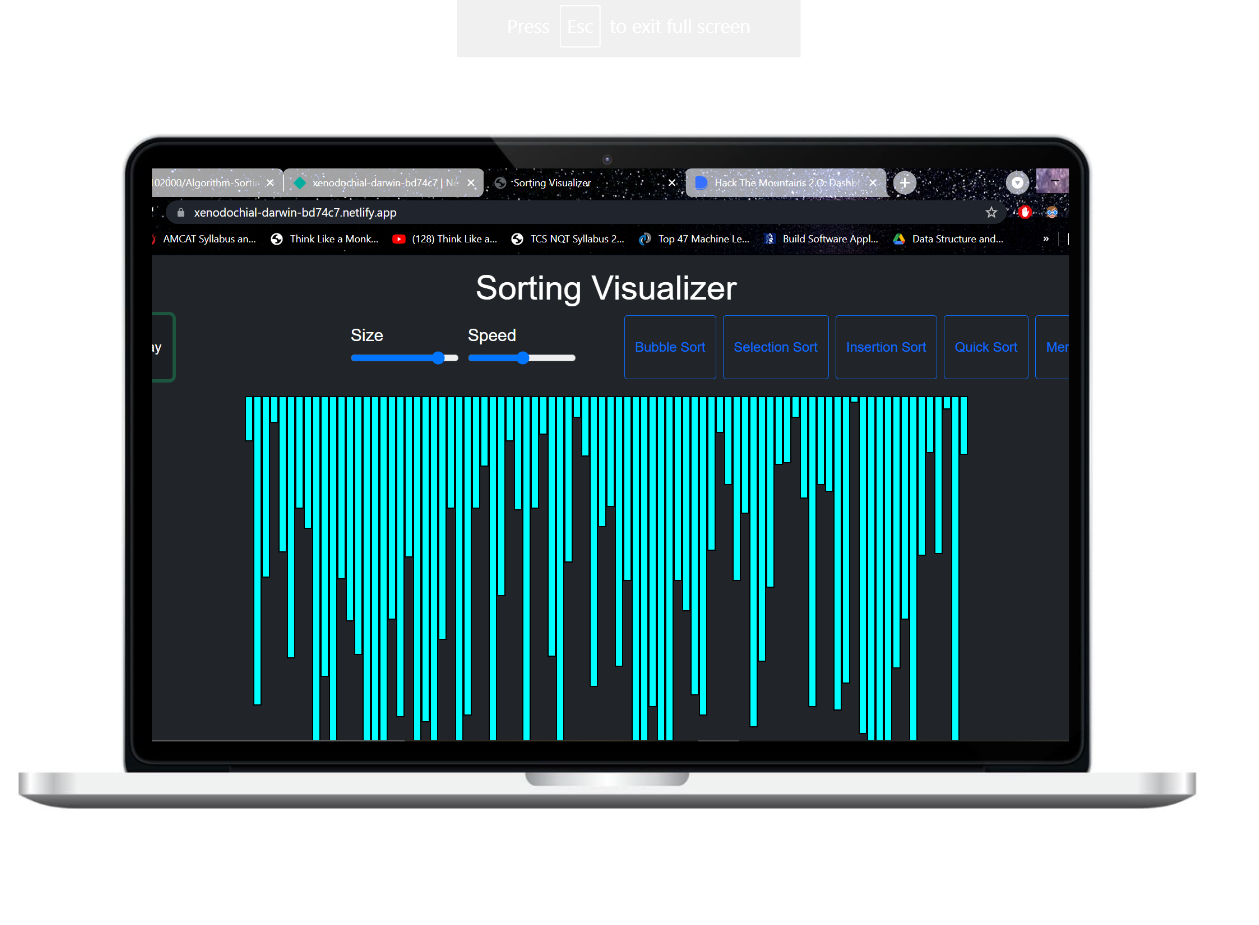 Press Esc to exit full screen
02000/Algorithm-Sorti
xenodochial-darwin-bd74c7 | Ne
Sorting Visualizer
Hack The Mountains 2.0: Dashb
xenodochial-darwin-bd74c7.netlify.app
AMCAT Syllabus an...
Think Like a Monk...
(128) Think Like a...
TCS NQT Syllabus 2...
Top 47 Machine Le...
Build Software Appl...
Data Structure and...
»
Sorting Visualizer
ay
Size
Speed
Bubble Sort
Selection Sort
Insertion Sort
Quick Sort
Mer